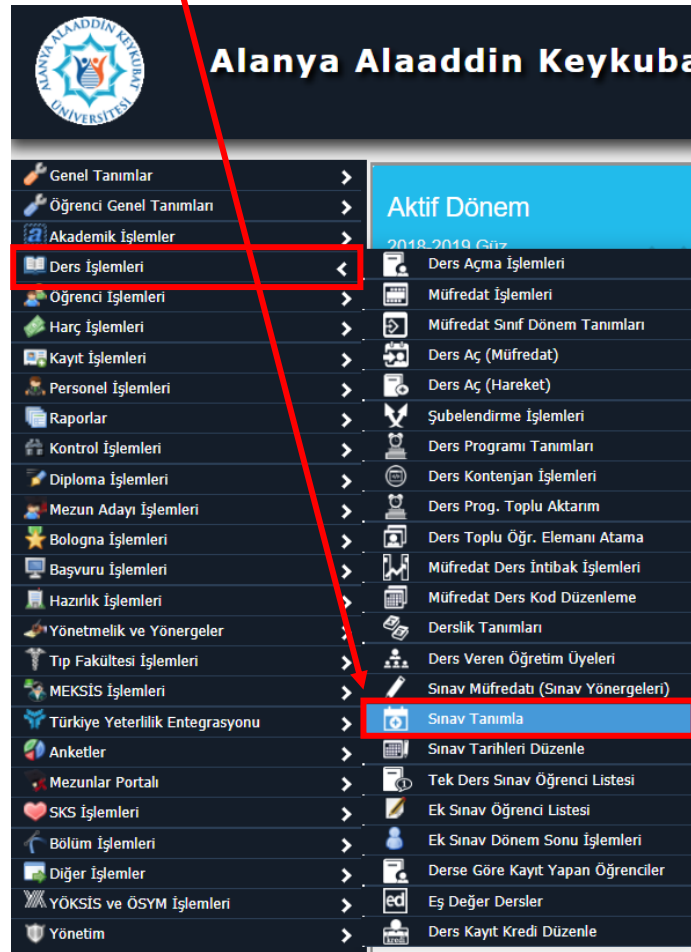 ALANYA ALAADDİN KEYKUBAT ÜNİVERSİTESİ
Alanya Alaaddin Keykuba
Genel Tanımlar
Öğrenci Genel Tanımları
Akademik İşlemler
Ders İşlemleri
Öğrenci İşlemleri
Harç İşlemleri
Kayıt İşlemleri
Personel İşlemleri
Raporlar
Kontrol İşlemleri
Diploma İşlemleri
Mezun Adayı İşlemleri
Bologna İşlemleri
Başvuru İşlemleri
Hazırlık İşlemleri
Yönetmelik ve Yönergeler
Tıp Fakültesi İşlemleri
MEKSİS İşlemleri
Türkiye Yeterlilik Entegrasyonu
Anketler
Mezunlar Portalı
SKS İşlemleri
Bölüm İşlemleri
Diğer İşlemler
YÖKSİS ve ÖSYM İşlemleri
Yönetim
Aktif Dönem
2018-2019 Güz
Ders Açma İşlemleri
Müfredat İşlemleri
Müfredat Sınıf Dönem Tanımları
Ders Aç (Müfredat)
Ders Aç (Hareket)
Şubelendirme İşlemleri
Ders Programı Tanımları
Ders Kontenjan İşlemleri
Ders Prog. Toplu Aktarım
Ders Toplu Öğr. Elemanı Atama
Müfredat Ders İntibak İşlemleri
Müfredat Ders Kod Düzenleme
Derslik Tanımları
Ders Veren Öğretim Üyeleri
Sınav Müfredatı (Sınav Yönergeleri)
Sınav Tanımla
Sınav Tarihleri Düzenle
Tek Ders Sınav Öğrenci Listesi
Ek Sınav Öğrenci Listesi
Ek Sınav Dönem Sonu İşlemleri
Derse Göre Kayıt Yapan Öğrenciler
ed Eş Değer Dersler
kredi Ders Kayıt Kredi Düzenle